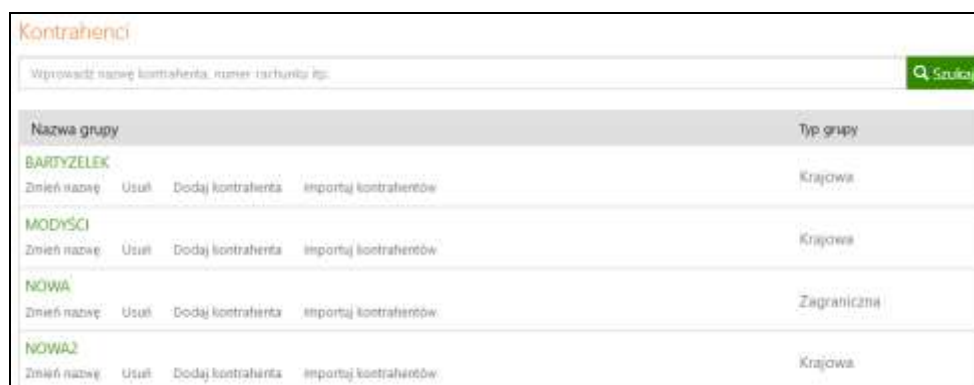 Kontrahenci
Wprowadź nazwę kontrahenta, numer rachunku itp.
Szukaj
Nazwa grupy Typ grupy
BARTYZELEK
Krajowa
Zmień nazwę Usuń Dodaj kontrahenta Importuj kontrahentów
MODYŚCI
Krajowa
Zmień nazwę Usuń Dodaj kontrahenta Importuj kontrahentów
NOWA
Zagraniczna
Zmień nazwę Usuń Dodaj kontrahenta Importuj kontrahentów
NOWA2
Krajowa
Zmień nazwę Usuń Dodaj kontrahenta Importuj kontrahentów